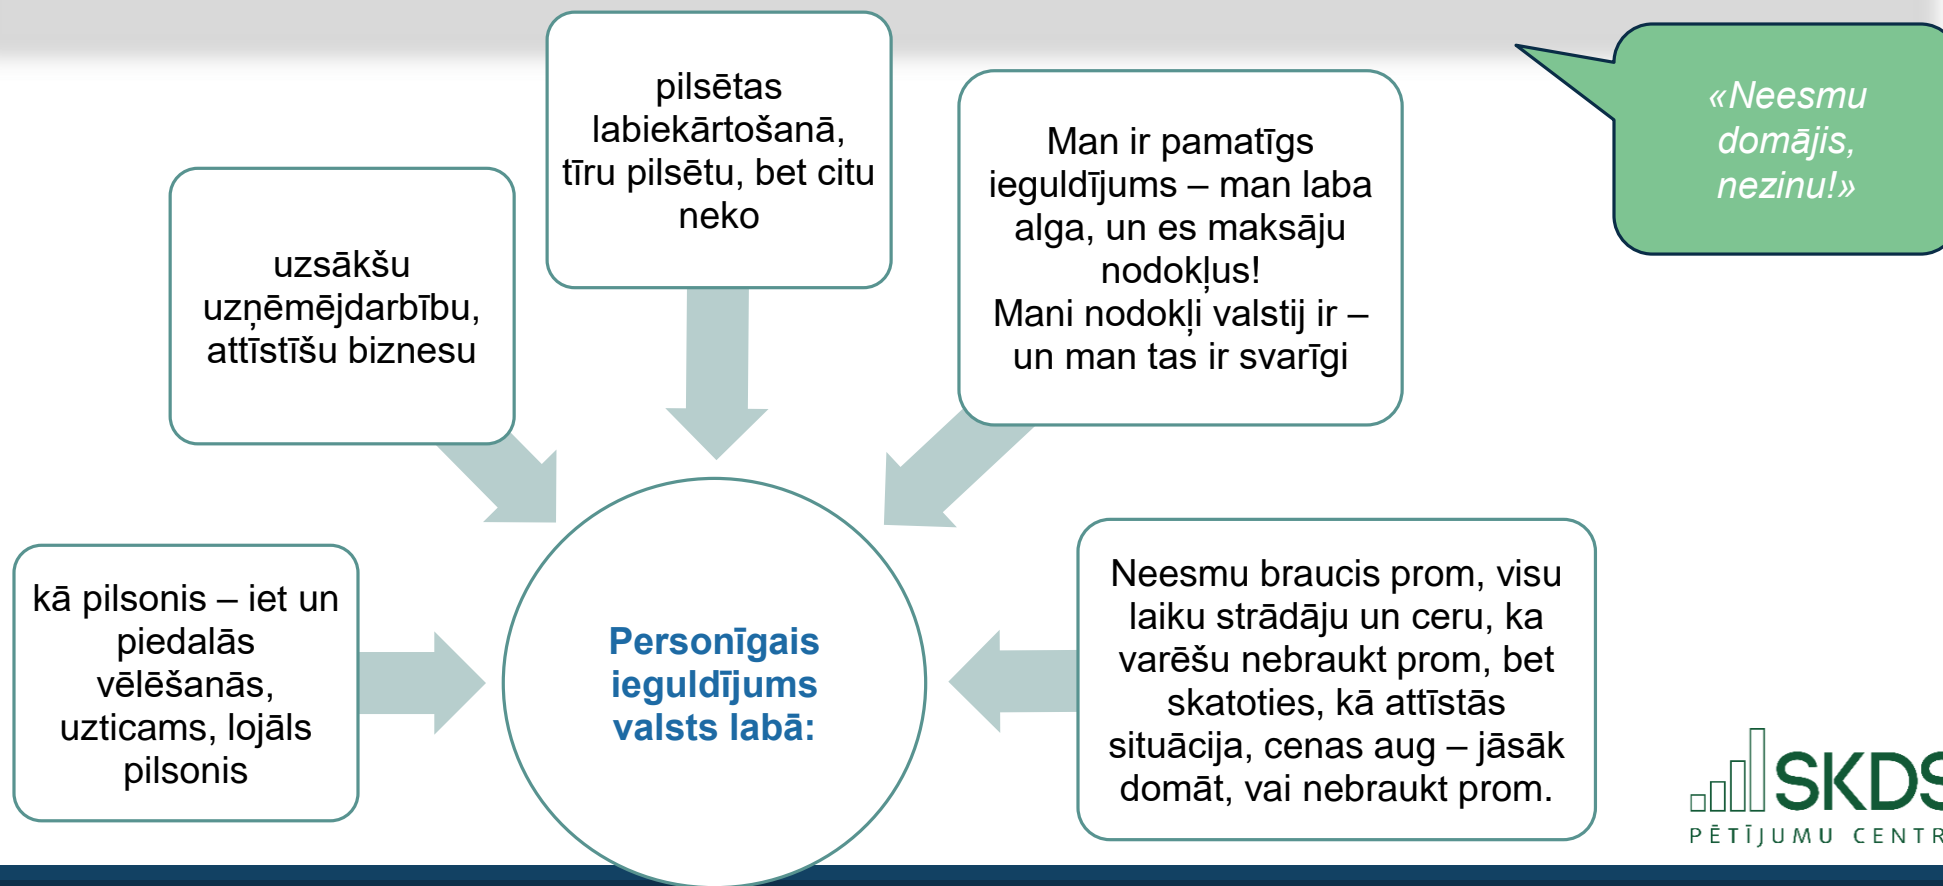 pilsētas
labiekārtošanā,
tīru pilsētu, bet citu
neko
«Neesmu
domājis,
nezinu!»
Man ir pamatīgs
ieguldījums – man laba
alga, un es maksāju
nodokļus!
Mani nodokļi valstij ir –
un man tas ir svarīgi
uzsākšu
uzņēmējdarbību,
attīstīšu biznesu
kā pilsonis – iet un
piedalās
vēlēšanās,
uzticams, lojāls
pilsonis
Personīgais
ieguldījums
valsts labā:
Neesmu braucis prom, visu
laiku strādāju un ceru, ka
varēšu nebraukt prom, bet
skatoties, kā attīstās
situācija, cenas aug – jāsāk
domāt, vai nebraukt prom.
SKDS
PĒTĪJUMU CENTR